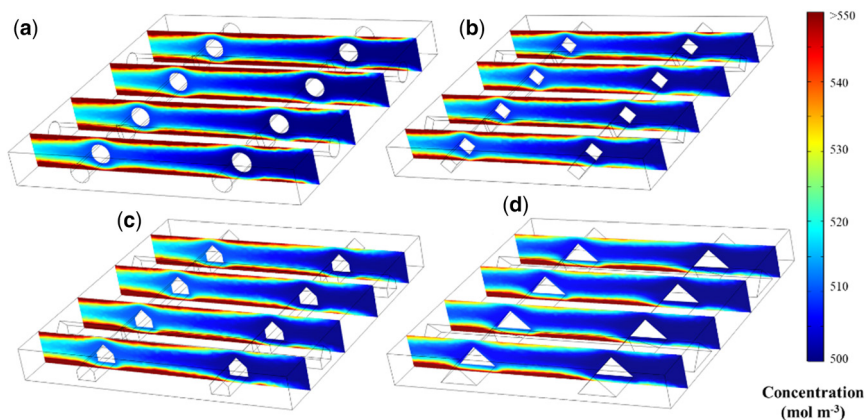 (a)
(b)
>550
540
530
520
510
500
(c)
(d)
Concentration
(mol m-3)